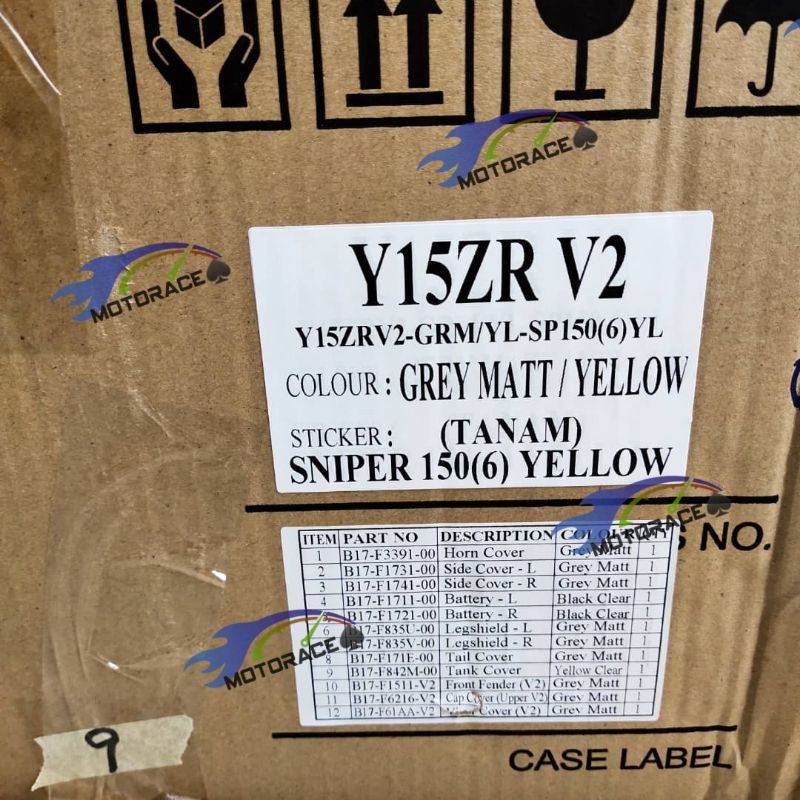 MOTORACE
MOTORACE
Y15ZR V2
Y15ZRV2-GRM/YL-SP150(6)YL
COLOUR : GREY MATT / YELLOW
STICKER : (TANAM)
SNIPER 150(6) YELLOW
MOTORACE
S NO.
ITEM PART NO DESCRIPTION COLOUR
1 B17-F3391-00 Horn Cover Grey Matt 1
2 B17-F1731-00 Side Cover - L Grey Matt 1
3 B17-F1741-00 Side Cover - R Grey Matt 1
4 B17-F1711-00 Battery - L Black Clear 1
B17-F1721-00 Battery - R Black Clear 1
6 B17-F835U-00 Legshield - L Grey Matt 1
B17-F835V-00 Legshield - R Grey Matt 1
8 B17-F171E-00 Tail Cover Grey Matt 1
9 B17-F842M-00 Tank Cover Yellow Clear 1
10 B17-F1511-V2 Front Fender (V2) Grey Matt 1
11 B17-F6216-V2 Cap Cover (Upper V2) Grey Matt 1
12 B17-F61AA-V2 Cover (V2) Grey Matt 1
MOTORACE
9
CASE LABEL